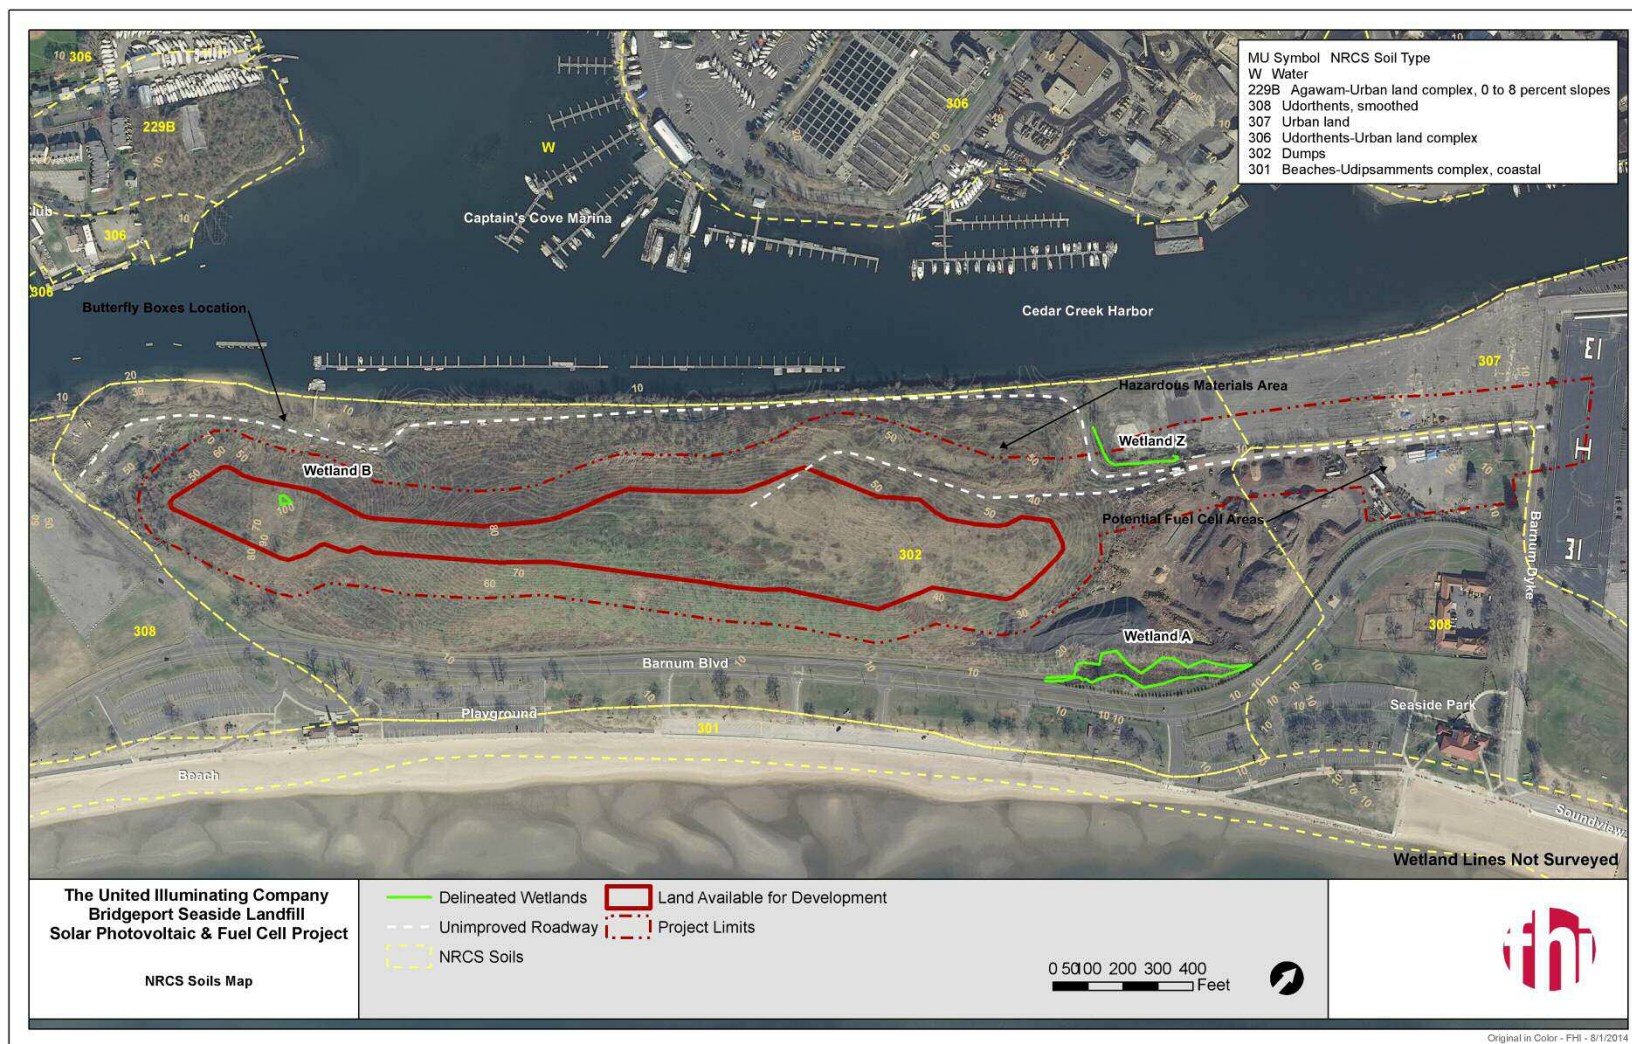 MU Symbol NRCS Soil Type
W Water
229B Agawam-Urban land complex, 0 to 8 percent slopes
308 Udorthents, smoothed
307 Urban land
306 Udorthents-Urban land complex
302 Dumps
301 Beaches-Udipsamments complex, coastal
306
229B
W
306
Club
306
Captain's Cove Marina
306
Butterfly Boxes Location
Cedar Creek Harbor
307
Hazardous Materials Area
Wetland Z
Wetland B
Potential Fuel Cell Areas
302
Barnum Dyke
308
308
Wetland A
Barnum Blvd
Seaside Park
Playground
301
Beach
Soundview
Wetland Lines Not Surveyed
The United Illuminating Company
Bridgeport Seaside Landfill
Solar Photovoltaic & Fuel Cell Project
NRCS Soils Map
Delineated Wetlands
Land Available for Development
Unimproved Roadway
Project Limits
NRCS Soils
0 50 100 200 300 400
Feet
fhi
Original in Color - FHI - 8/1/2014